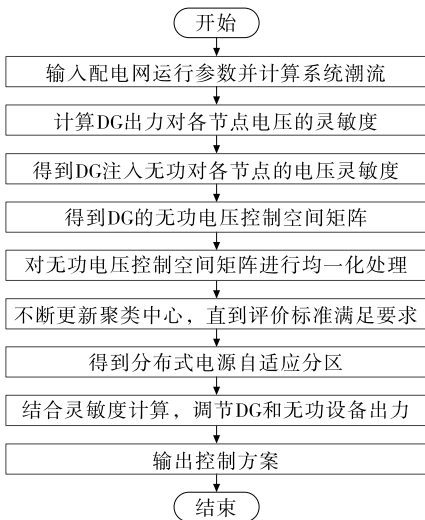 开始
输入配电网运行参数并计算系统潮流
计算DG出力对各节点电压的灵敏度
得到DG注入无功对各节点的电压灵敏度
得到DG的无功电压控制空间矩阵
对无功电压控制空间矩阵进行均一化处理
不断更新聚类中心，直到评价标准满足要求
得到分布式电源自适应分区
结合灵敏度计算，调节DG和无功设备出力
输出控制方案
结束